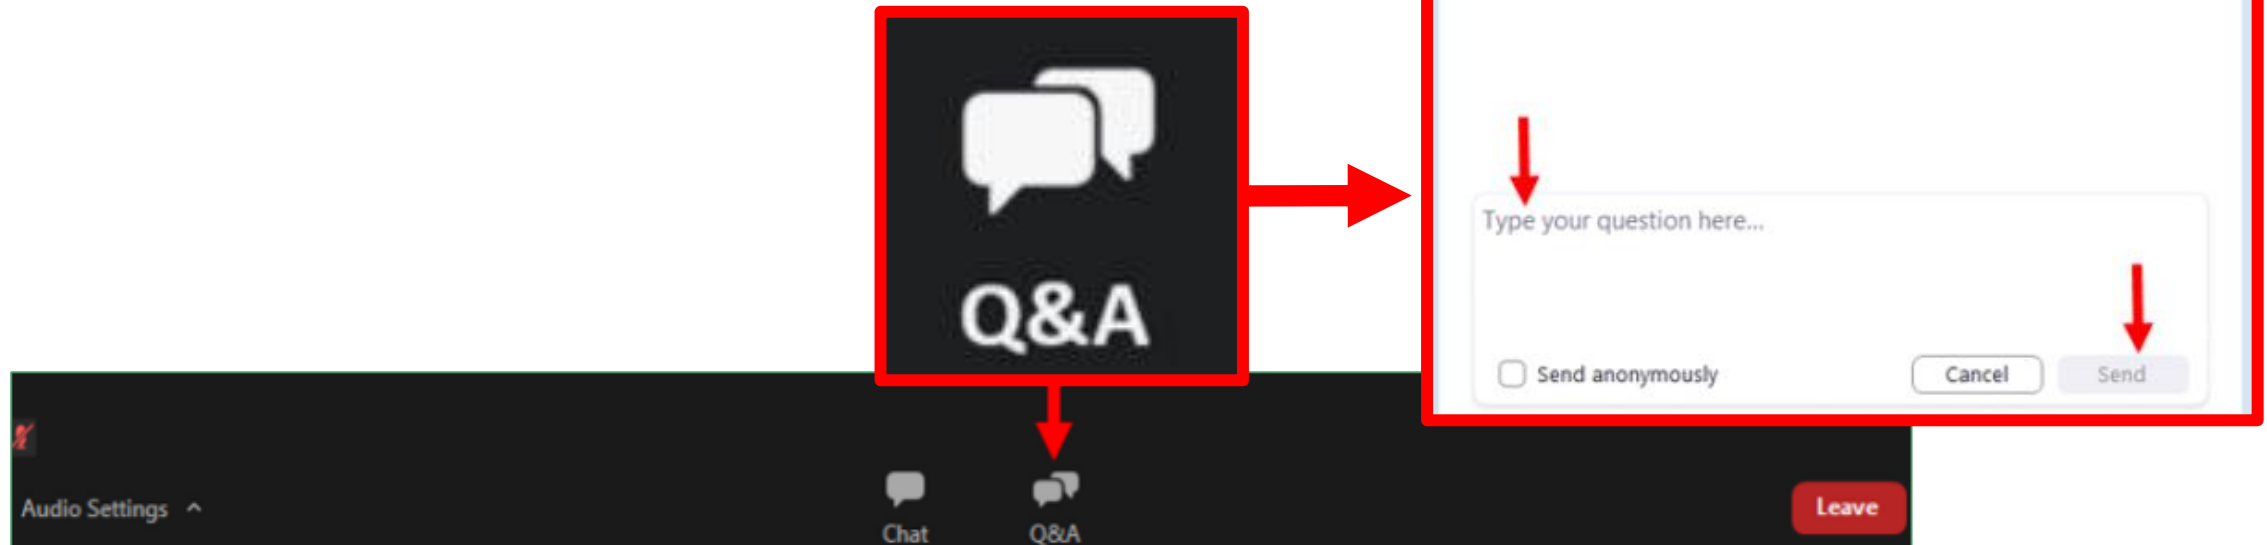 Q&A
Type your question here...
Send anonymously
Cancel
Send
Audio Settings
Chat
Q&A
Leave